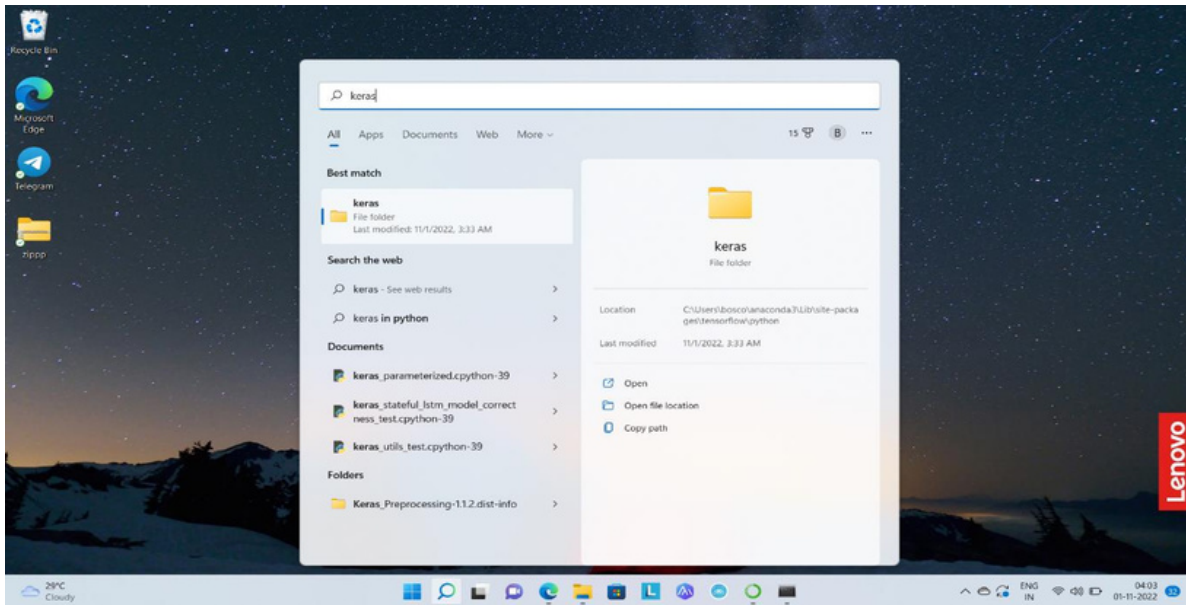 Recycle Bin
Microsoft
Edge
Telegram
zippp
keras
All Apps Documents Web More
15 B ...
Best match
keras
File folder
Last modified: 11/1/2022, 3:33 AM
Search the web
keras - See web results
keras in python
Documents
keras_parameterized.cpython-39
keras_stateful_lstm_model_correct
ness_test.cpython-39
keras_utils_test.cpython-39
Folders
Keras_Preprocessing-1.1.2.dist-info
keras
File folder
Location C:\Users\bosco\anaconda3\Lib\site-packa
ges\tensorflow\python
Last modified 11/1/2022, 3:33 AM
Open
Open file location
Copy path
Lenovo
29°C
Cloudy
L
ENG
IN
04:03
01-11-2022
32